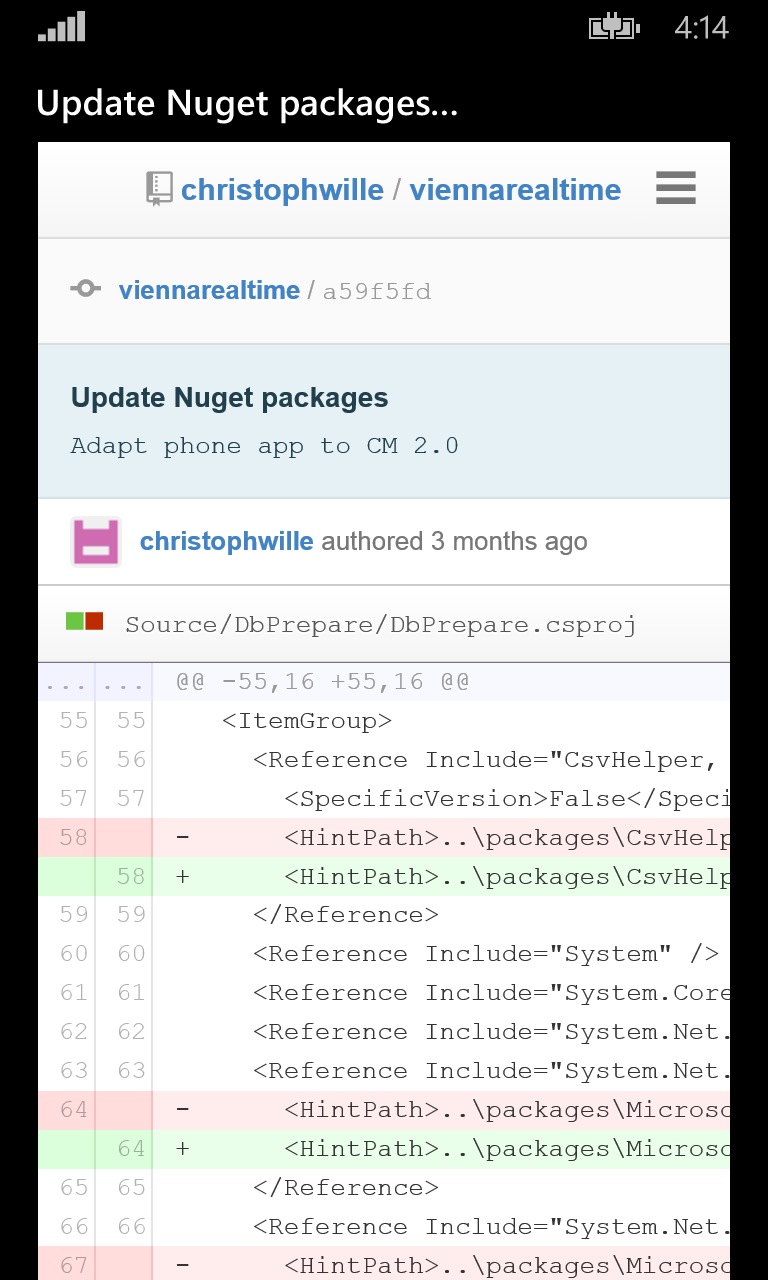 4:14
Update Nuget packages...
christophwille / viennarealtime
viennarealtime / a59f5fd
Update Nuget packages
Adapt phone app to CM 2.0
christophwille authored 3 months ago
Source/DbPrepare/DbPrepare.csproj
... ... @@ -55,16 +55,16 @@
55 55 <ItemGroup>
56 56 <Reference Include="CsvHelper,
57 57 <SpecificVersion>False</Speci
58 - <HintPath>..\packages\CsvHelp
58 + <HintPath>..\packages\CsvHelp
59 59 </Reference>
60 60 <Reference Include="System" />
61 61 <Reference Include="System.Core
62 62 <Reference Include="System.Net.
63 63 <Reference Include="System.Net.
64 - <HintPath>..\packages\Microso
64 + <HintPath>..\packages\Microso
65 65 </Reference>
66 66 <Reference Include="System.Net.
67 - <HintPath>..\packages\Microso